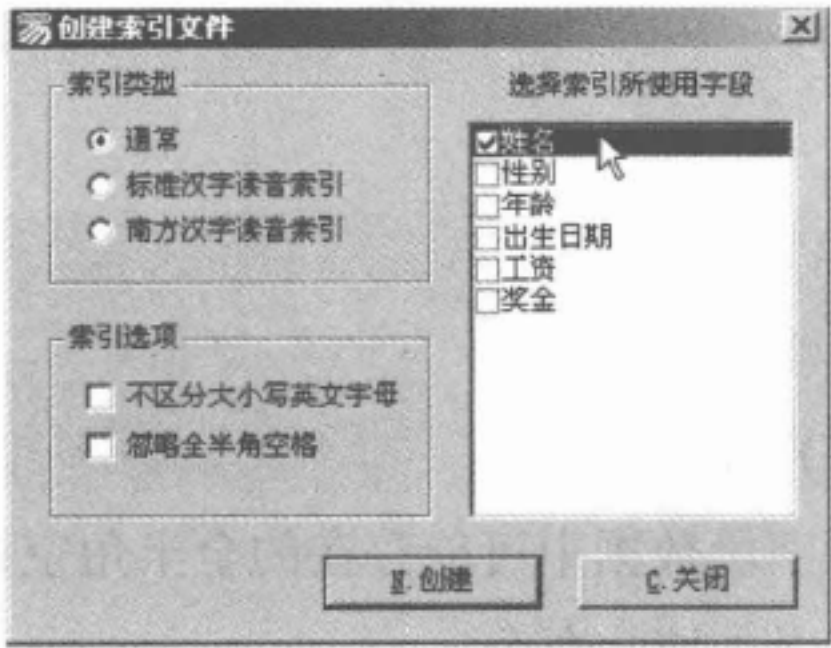 易 创建索引文件
索引类型
通常
标准汉字读音索引
南方汉字读音索引
索引选项
不区分大小写英文字母
忽略全半角空格
选择索引所使用字段
姓名
性别
年龄
出生日期
工资
奖金
N.创建
C.关闭